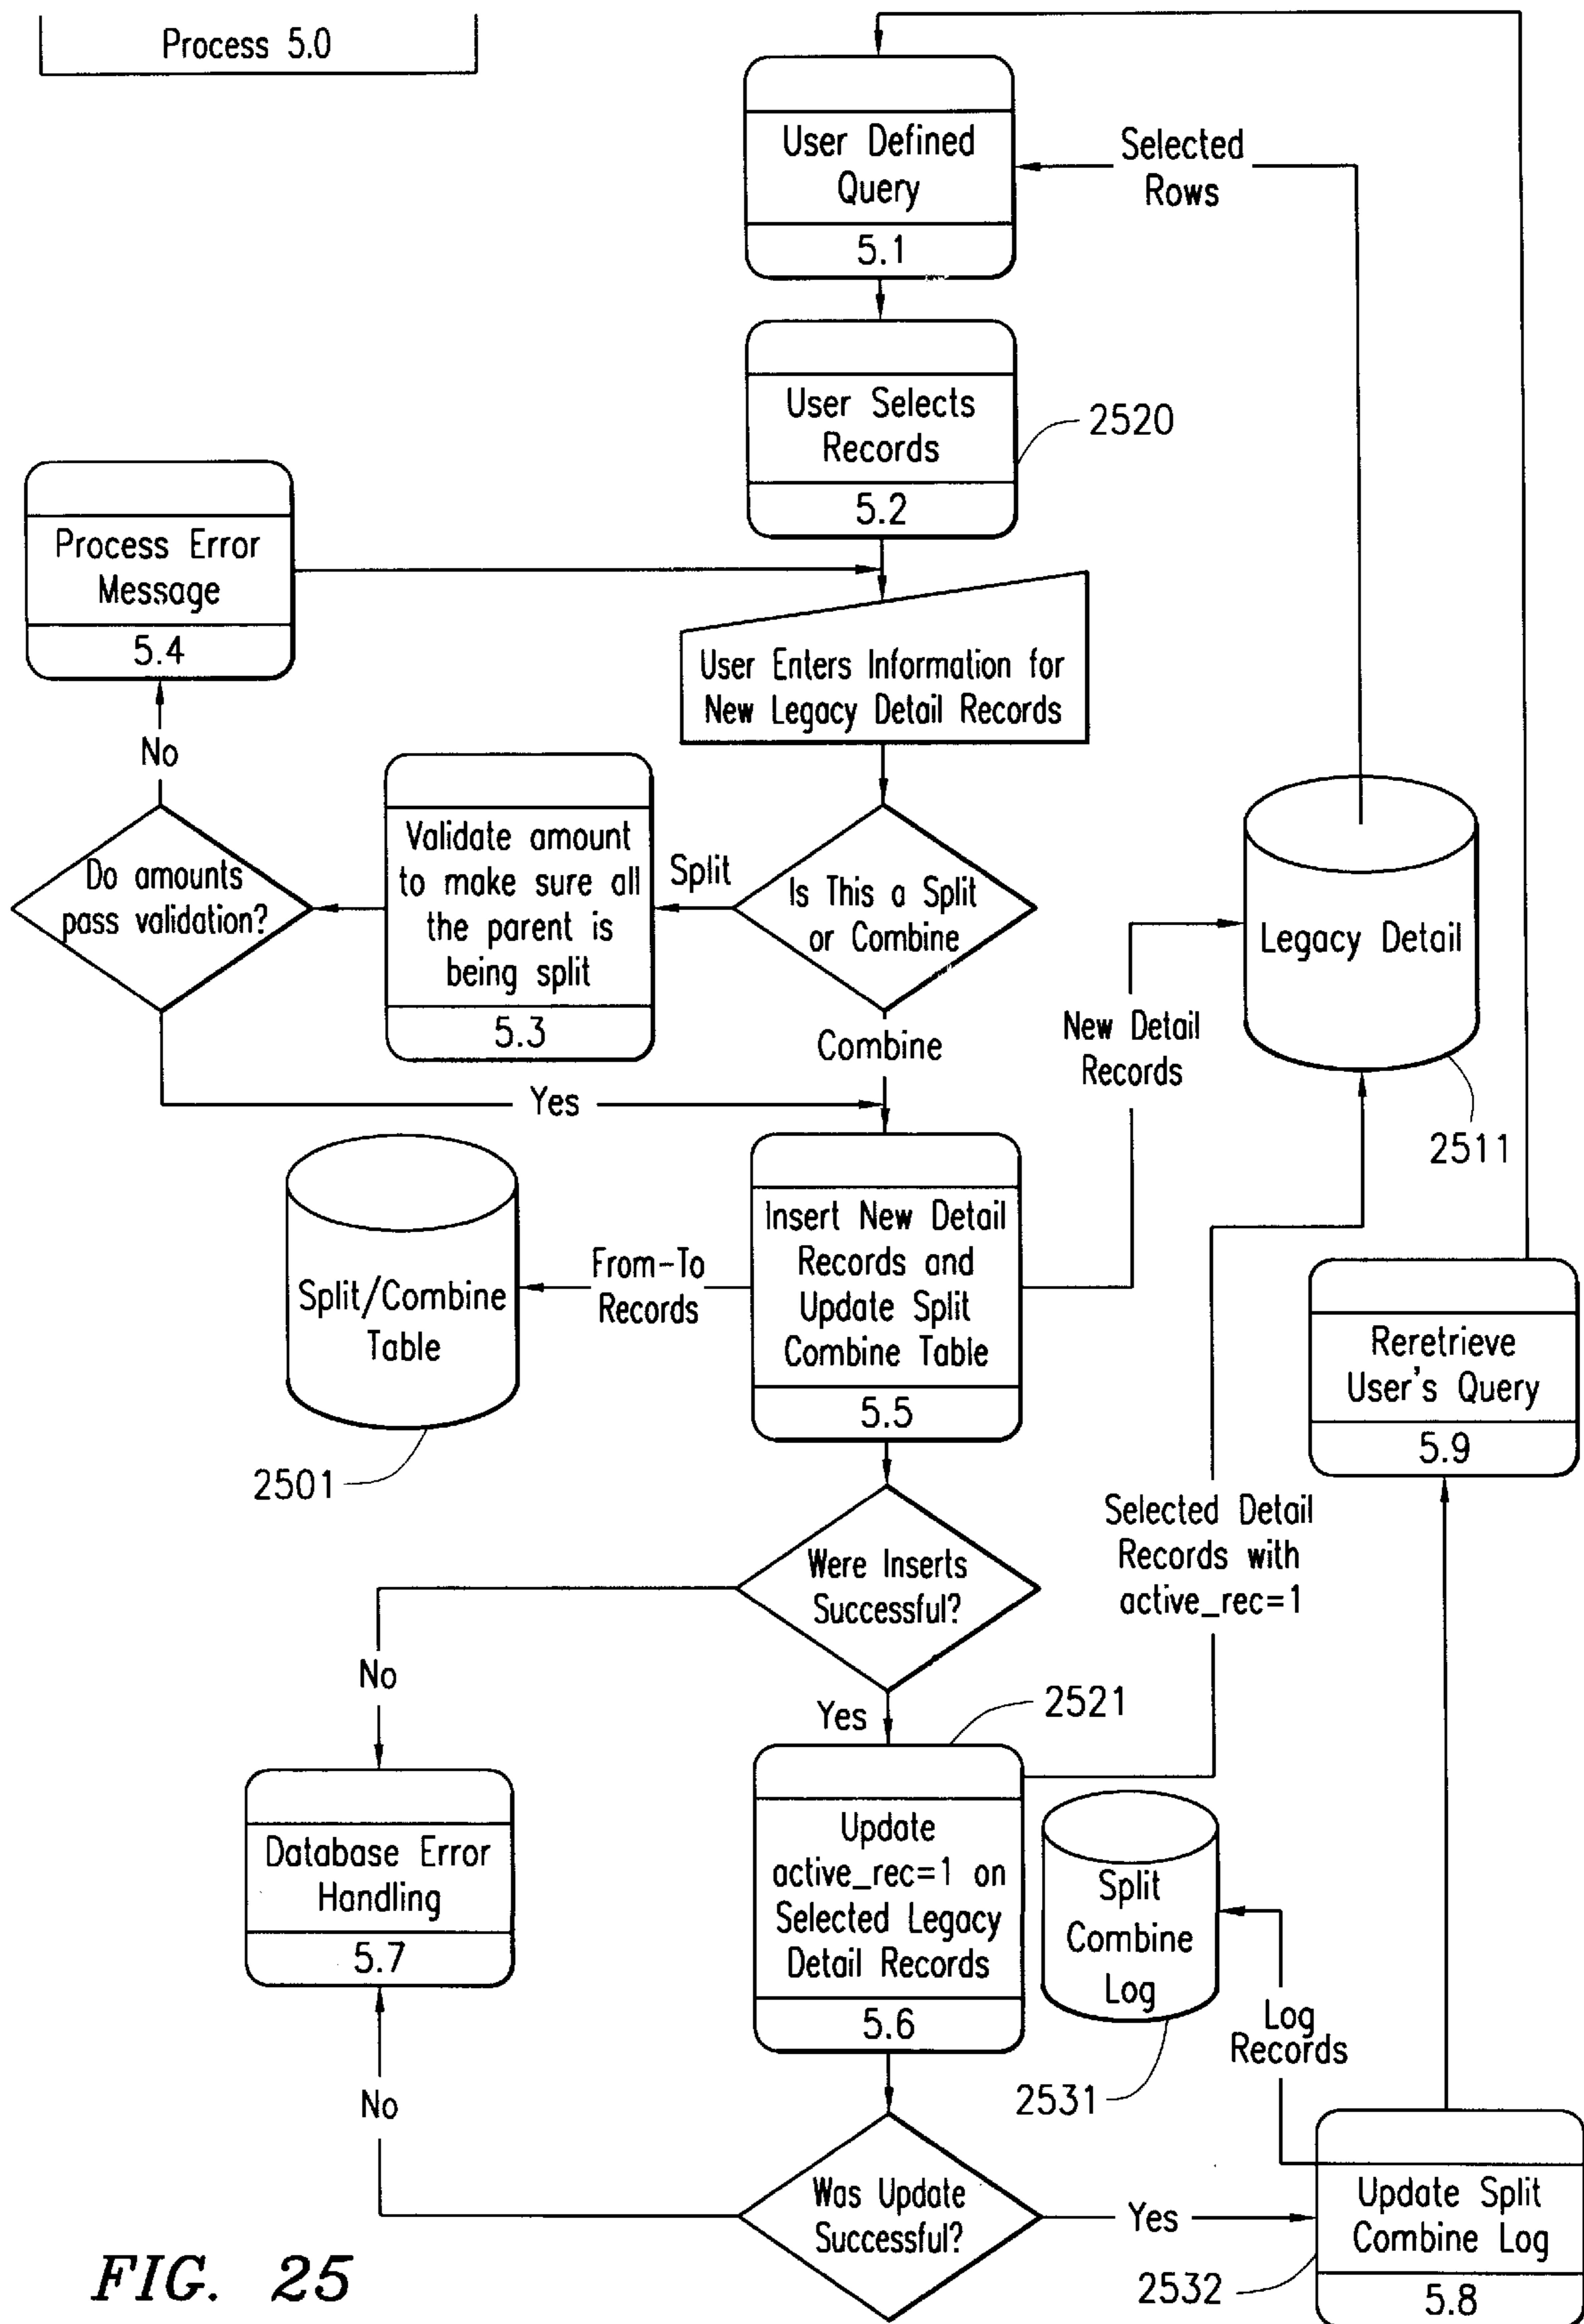 Process 5.0
User Defined
Query
5.1
Selected
Rows
User Selects
Records
5.2
2520
Process Error
Message
5.4
User Enters Information for
New Legacy Detail Records
No
Do amounts
pass validation?
Validate amount
to make sure all
the parent is
being split
5.3
Split
Is This a Split
or Combine
Combine
Legacy Detail
2511
New Detail
Records
Yes
Split/Combine
Table
2501
From-To
Records
Insert New Detail
Records and
Update Split
Combine Table
5.5
Reretrieve
User's Query
5.9
Selected Detail
Records with
active_rec=1
Were Inserts
Successful?
No
Yes
2521
Database Error
Handling
5.7
Update
active_rec=1 on
Selected Legacy
Detail Records
5.6
Split
Combine
Log
2531
Log
Records
No
Was Update
Successful?
Yes
Update Split
Combine Log
5.8
2532
FIG. 25